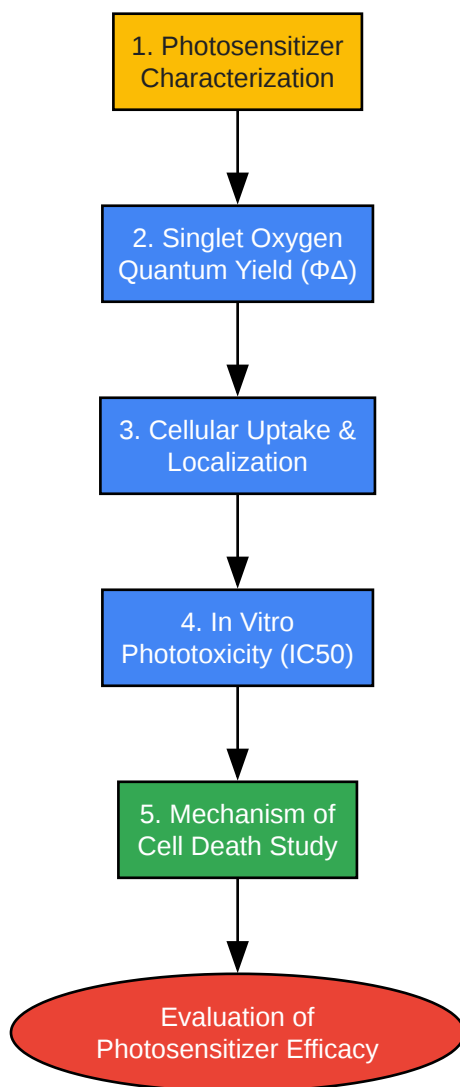 1. Photosensitizer
Characterization
2. Singlet Oxygen
Quantum Yield (ΦΔ)
3. Cellular Uptake &
Localization
4. In Vitro
Phototoxicity (IC50)
5. Mechanism of
Cell Death Study
Evaluation of
Photosensitizer Efficacy